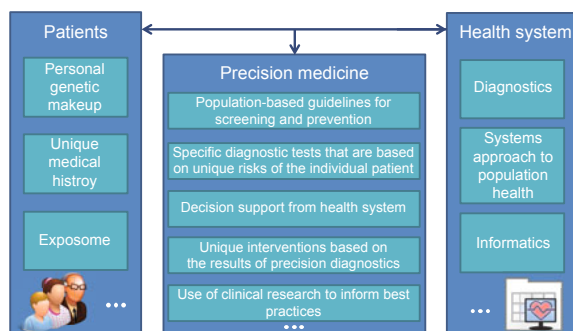 Patients
Personal
genetic
makeup
Unique
medical
histroy
Exposome
...
Precision medicine
Population-based guidelines for
screening and prevention
Specific diagnostic tests that are based
on unique risks of the individual patient
Decision support from health system
Unique interventions based on
the results of precision diagnostics
Use of clinical research to inform best
practices
...
Health system
Diagnostics
Systems
approach to
population
health
Informatics
...